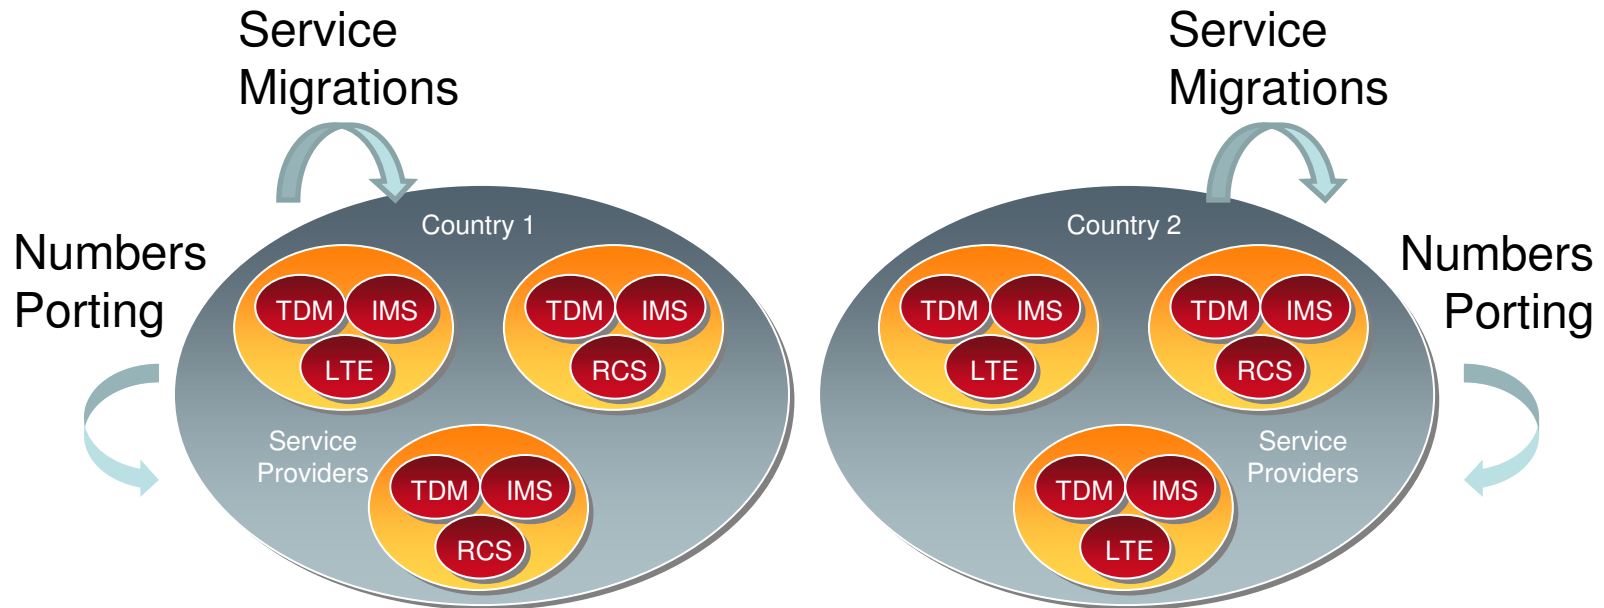 Service
Migrations
Service
Migrations
Numbers
Porting
Country 1
TDM
IMS
LTE
TDM
IMS
RCS
Service
Providers
TDM
IMS
RCS
Country 2
TDM
IMS
LTE
TDM
IMS
RCS
Service
Providers
TDM
IMS
LTE
Numbers
Porting